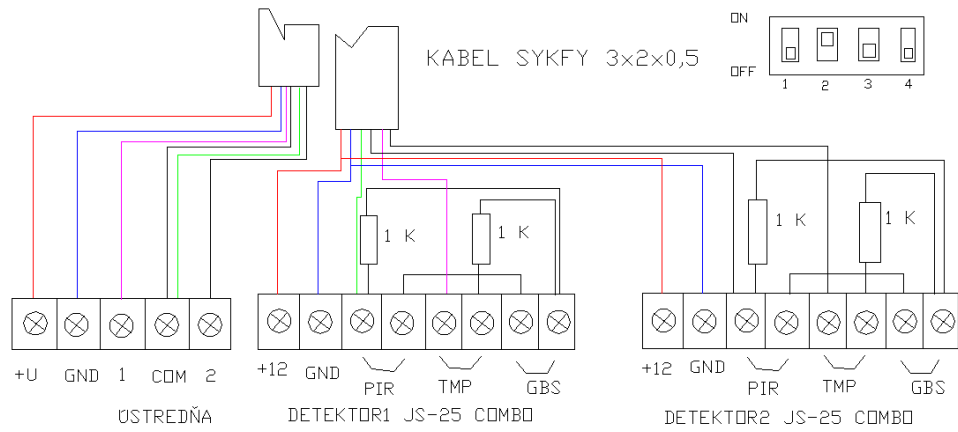 ON
KABEL SYKFY 3x2x0,5
OFF
1 2 3 4
1 K 1 K 1 K 1 K
+U GND 1 COM 2
+12 GND PIR TMP GBS
+12 GND PIR TMP GBS
ÚSTREDŇA
DETEKTOR1 JS-25 COMBO
DETEKTOR2 JS-25 COMBO